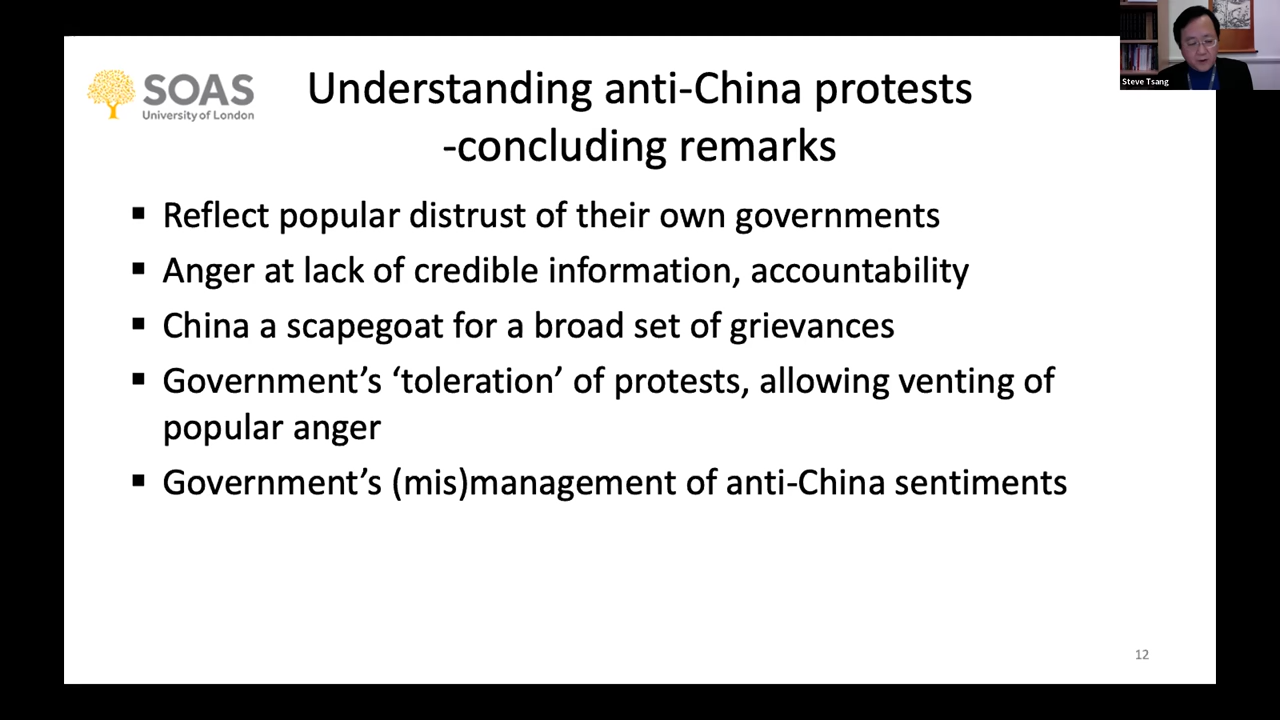 SOAS
University of London
Understanding anti-China protests
-concluding remarks
▪ Reflect popular distrust of their own governments
▪ Anger at lack of credible information, accountability
▪ China a scapegoat for a broad set of grievances
▪ Government’s ‘toleration’ of protests, allowing venting of
popular anger
▪ Government’s (mis)management of anti-China sentiments
12
Steve Tsang